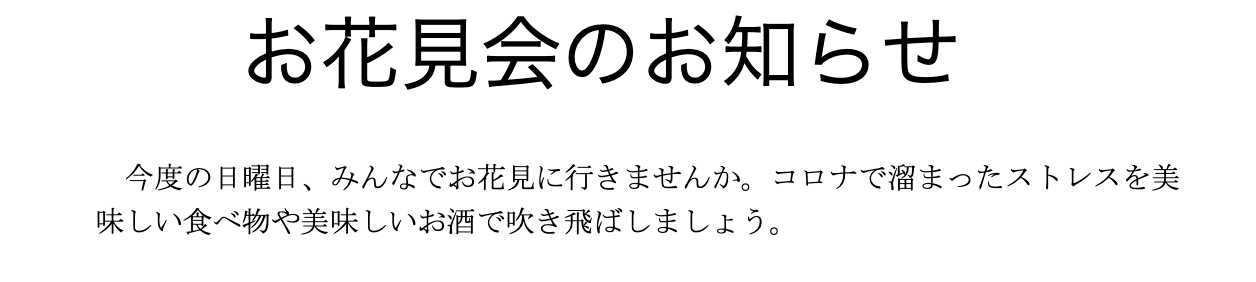 お花見会のお知らせ
　今度の日曜日、みんなでお花見に行きませんか。コロナで溜まったストレスを美
味しい食べ物や美味しいお酒で吹き飛ばしましょう。